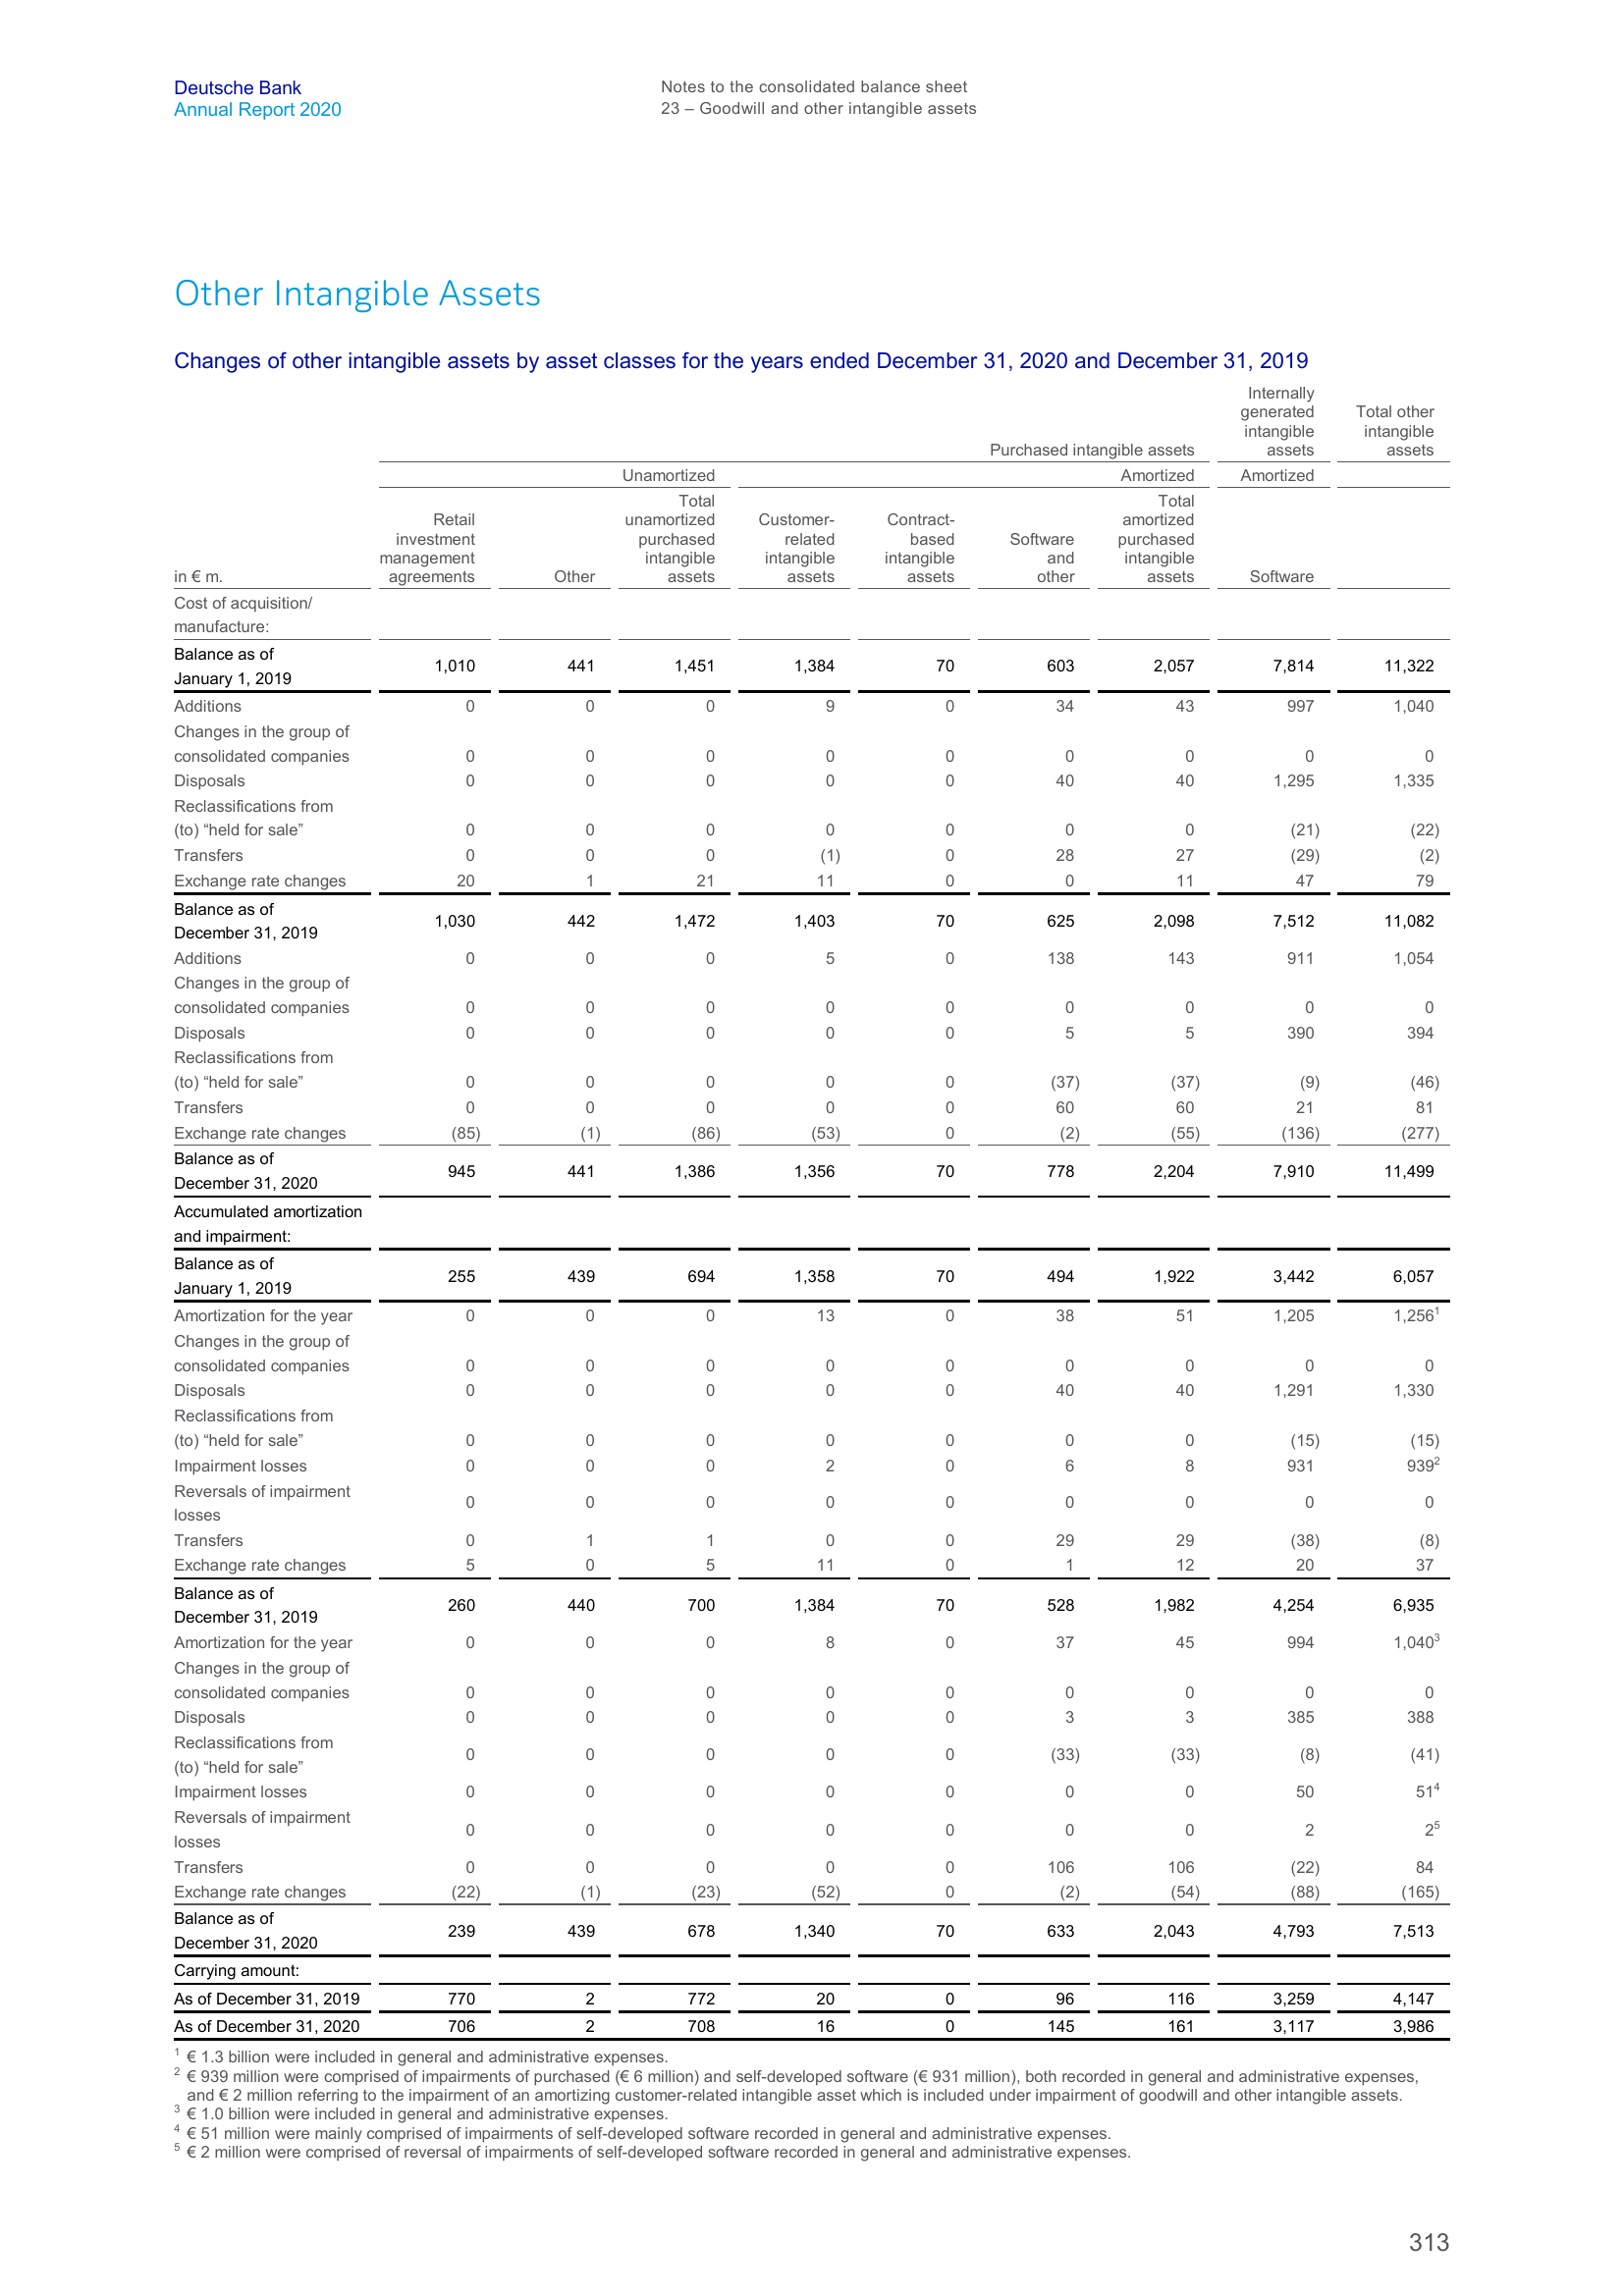 Deutsche Bank
Annual Report 2020
Notes to the consolidated balance sheet
23 – Goodwill and other intangible assets
Other Intangible Assets
Changes of other intangible assets by asset classes for the years ended December 31, 2020 and December 31, 2019
Purchased intangible assets Internally generated intangible assets Total other intangible assets
Unamortized Amortized Amortized
in € m. Retail investment management agreements Other Total unamortized purchased intangible assets Customer-related intangible assets Contract-based intangible assets Software and other Total amortized purchased intangible assets Software
Cost of acquisition/
manufacture:
Balance as of
January 1, 2019 1,010 441 1,451 1,384 70 603 2,057 7,814 11,322
Additions 0 0 0 9 0 34 43 997 1,040
Changes in the group of
consolidated companies 0 0 0 0 0 0 0 0 0
Disposals 0 0 0 0 0 40 40 1,295 1,335
Reclassifications from
(to) “held for sale” 0 0 0 0 0 0 0 (21) (22)
Transfers 0 0 0 (1) 0 28 27 (29) (2)
Exchange rate changes 20 1 21 11 0 0 11 47 79
Balance as of
December 31, 2019 1,030 442 1,472 1,403 70 625 2,098 7,512 11,082
Additions 0 0 0 5 0 138 143 911 1,054
Changes in the group of
consolidated companies 0 0 0 0 0 0 0 0 0
Disposals 0 0 0 0 0 5 5 390 394
Reclassifications from
(to) “held for sale” 0 0 0 0 0 (37) (37) (9) (46)
Transfers 0 0 0 0 0 60 60 21 81
Exchange rate changes (85) (1) (86) (53) 0 (2) (55) (136) (277)
Balance as of
December 31, 2020 945 441 1,386 1,356 70 778 2,204 7,910 11,499
Accumulated amortization
and impairment:
Balance as of
January 1, 2019 255 439 694 1,358 70 494 1,922 3,442 6,057
Amortization for the year 0 0 0 13 0 38 51 1,205 1,256¹
Changes in the group of
consolidated companies 0 0 0 0 0 0 0 0 0
Disposals 0 0 0 0 0 40 40 1,291 1,330
Reclassifications from
(to) “held for sale” 0 0 0 0 0 0 0 (15) (15)
Impairment losses 0 0 0 2 0 6 8 931 939²
Reversals of impairment
losses 0 0 0 0 0 0 0 0 0
Transfers 0 1 1 0 0 29 29 (38) (8)
Exchange rate changes 5 0 5 11 0 1 12 20 37
Balance as of
December 31, 2019 260 440 700 1,384 70 528 1,982 4,254 6,935
Amortization for the year 0 0 0 8 0 37 45 994 1,040³
Changes in the group of
consolidated companies 0 0 0 0 0 0 0 0 0
Disposals 0 0 0 0 0 3 3 385 388
Reclassifications from
(to) “held for sale” 0 0 0 0 0 (33) (33) (8) (41)
Impairment losses 0 0 0 0 0 0 0 50 51⁴
Reversals of impairment
losses 0 0 0 0 0 0 0 2 2⁵
Transfers 0 0 0 0 0 106 106 (22) 84
Exchange rate changes (22) (1) (23) (52) 0 (2) (54) (88) (165)
Balance as of
December 31, 2020 239 439 678 1,340 70 633 2,043 4,793 7,513
Carrying amount:
As of December 31, 2019 770 2 772 20 0 96 116 3,259 4,147
As of December 31, 2020 706 2 708 16 0 145 161 3,117 3,986
¹ € 1.3 billion were included in general and administrative expenses.
² € 939 million were comprised of impairments of purchased (€ 6 million) and self-developed software (€ 931 million), both recorded in general and administrative expenses,
and € 2 million referring to the impairment of an amortizing customer-related intangible asset which is included under impairment of goodwill and other intangible assets.
³ € 1.0 billion were included in general and administrative expenses.
⁴ € 51 million were mainly comprised of impairments of self-developed software recorded in general and administrative expenses.
⁵ € 2 million were comprised of reversal of impairments of self-developed software recorded in general and administrative expenses.
313